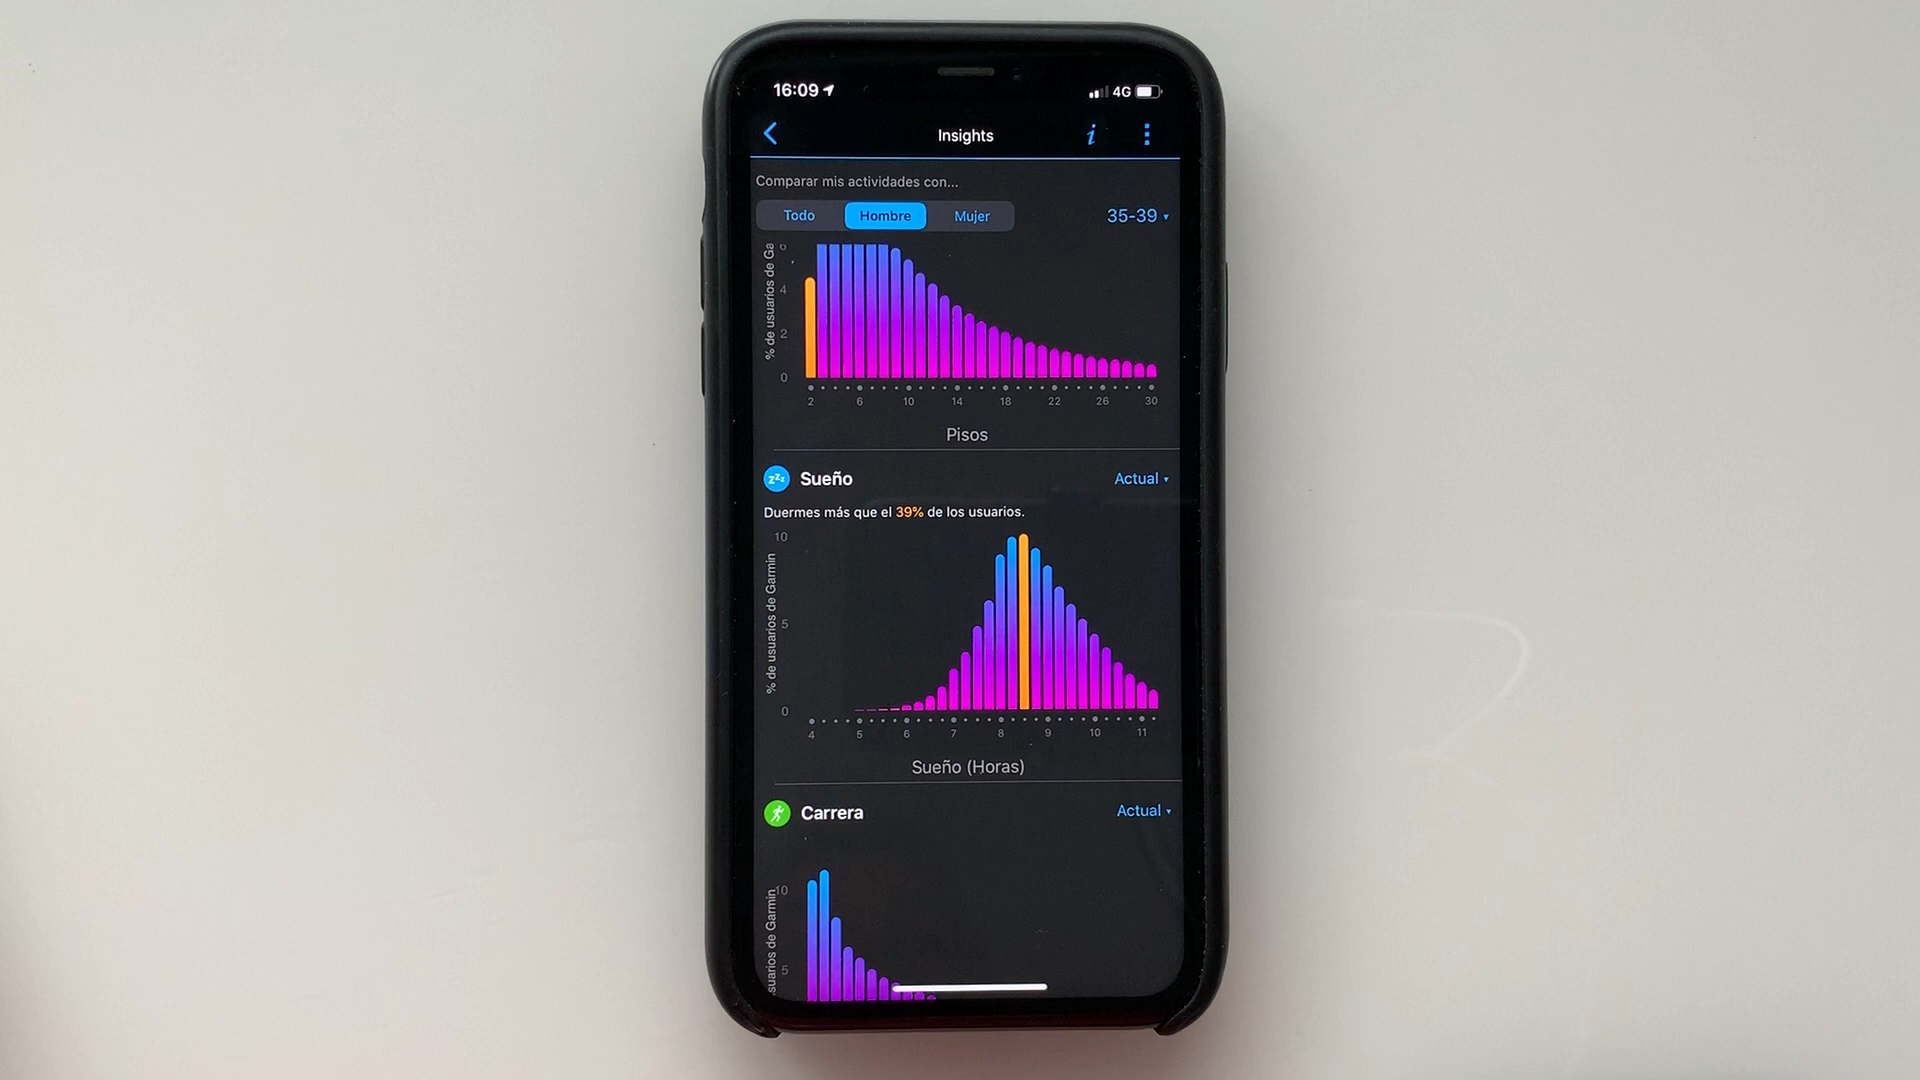 16:09
4G
Insights
i
Comparar mis actividades con...
Todo
Hombre
Mujer
35-39
% de usuarios de Ga
6
4
2
0
2 6 10 14 18 22 26 30
Pisos
zzz
Sueño
Actual
Duermes más que el 39% de los usuarios.
% de usuarios de Garmin
10
5
0
4 5 6 7 8 9 10 11
Sueño (Horas)
Carrera
Actual
suarios de Garmin
10
5